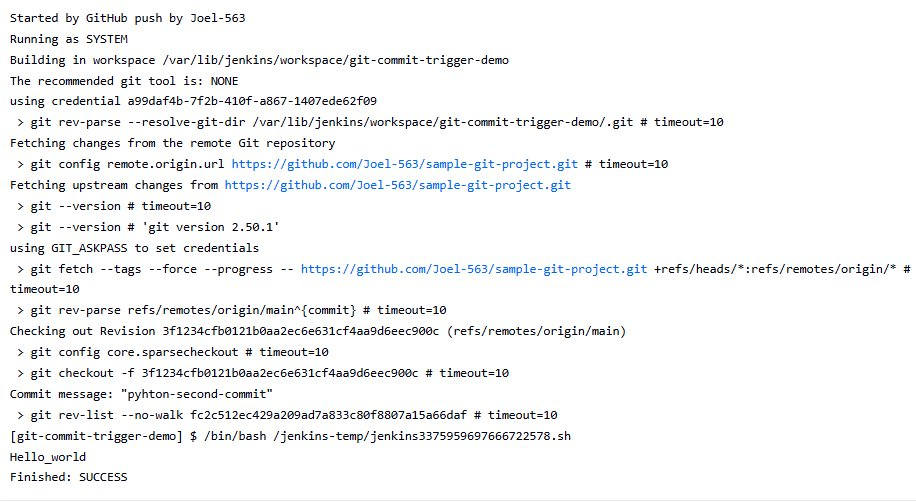 Started by GitHub push by Joel-563
Running as SYSTEM
Building in workspace /var/lib/jenkins/workspace/git-commit-trigger-demo
The recommended git tool is: NONE
using credential a99daf4b-7f2b-410f-a867-1407ede62f09
> git rev-parse --resolve-git-dir /var/lib/jenkins/workspace/git-commit-trigger-demo/.git # timeout=10
Fetching changes from the remote Git repository
> git config remote.origin.url https://github.com/Joel-563/sample-git-project.git # timeout=10
Fetching upstream changes from https://github.com/Joel-563/sample-git-project.git
> git --version # timeout=10
> git --version # 'git version 2.50.1'
using GIT_ASKPASS to set credentials
> git fetch --tags --force --progress -- https://github.com/Joel-563/sample-git-project.git +refs/heads/*:refs/remotes/origin/* #
timeout=10
> git rev-parse refs/remotes/origin/main^{commit} # timeout=10
Checking out Revision 3f1234cfb0121b0aa2ec6e631cf4aa9d6eec900c (refs/remotes/origin/main)
> git config core.sparsecheckout # timeout=10
> git checkout -f 3f1234cfb0121b0aa2ec6e631cf4aa9d6eec900c # timeout=10
Commit message: "pyhton-second-commit"
> git rev-list --no-walk fc2c512ec429a209ad7a833c80f8807a15a66daf # timeout=10
[git-commit-trigger-demo] $ /bin/bash /jenkins-temp/jenkins3375959697666722578.sh
Hello_world
Finished: SUCCESS